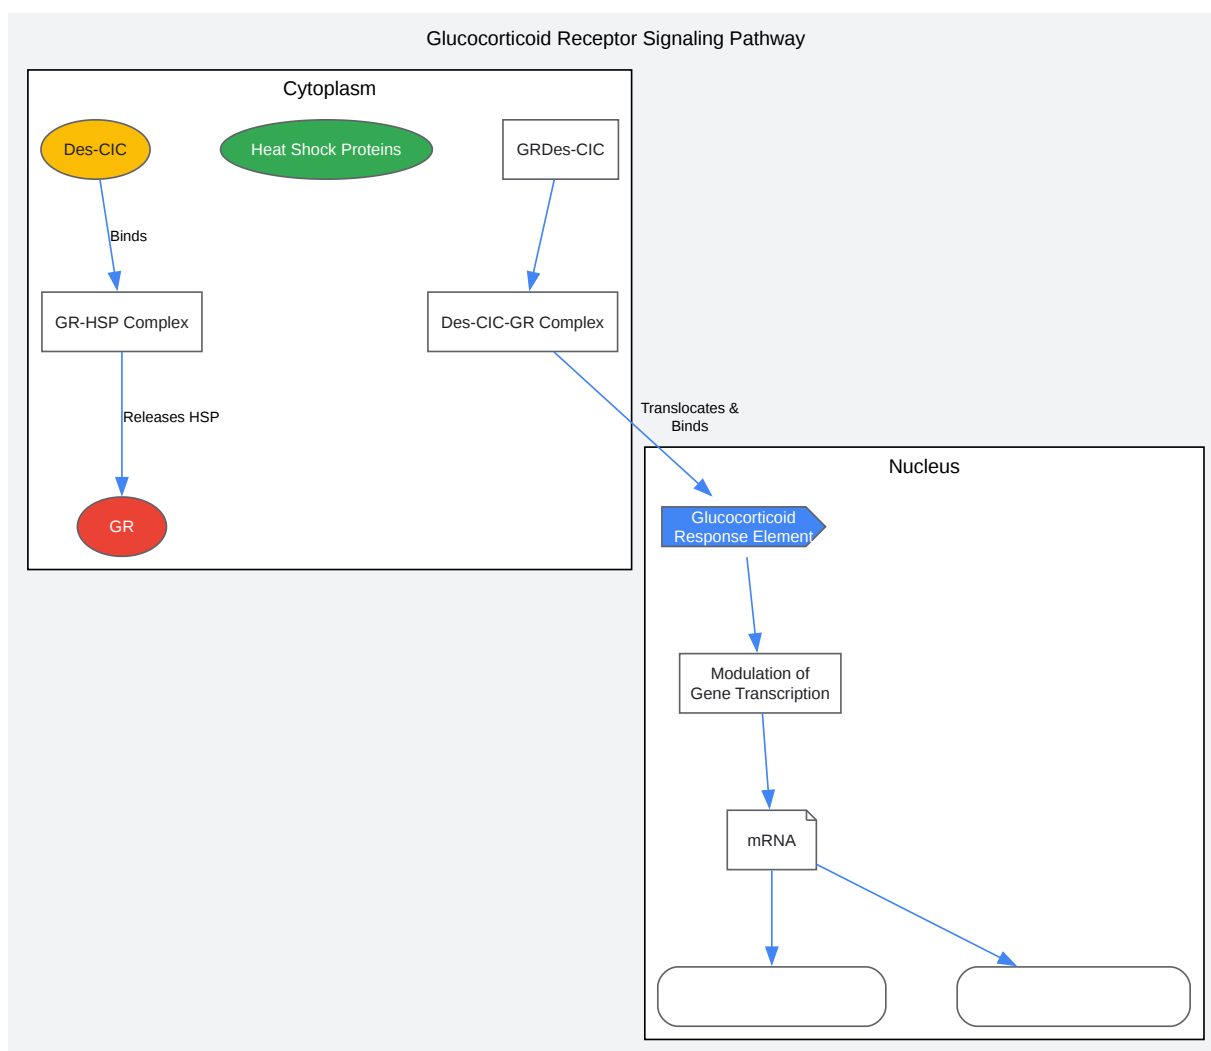 Glucocorticoid Receptor Signaling Pathway
Cytoplasm
Des-CIC
Heat Shock Proteins
GRDes-CIC
Binds
GR-HSP Complex
Des-CIC-GR Complex
Releases HSP
Translocates &
Binds
GR
Nucleus
Glucocorticoid
Response Element
Modulation of
Gene Transcription
mRNA